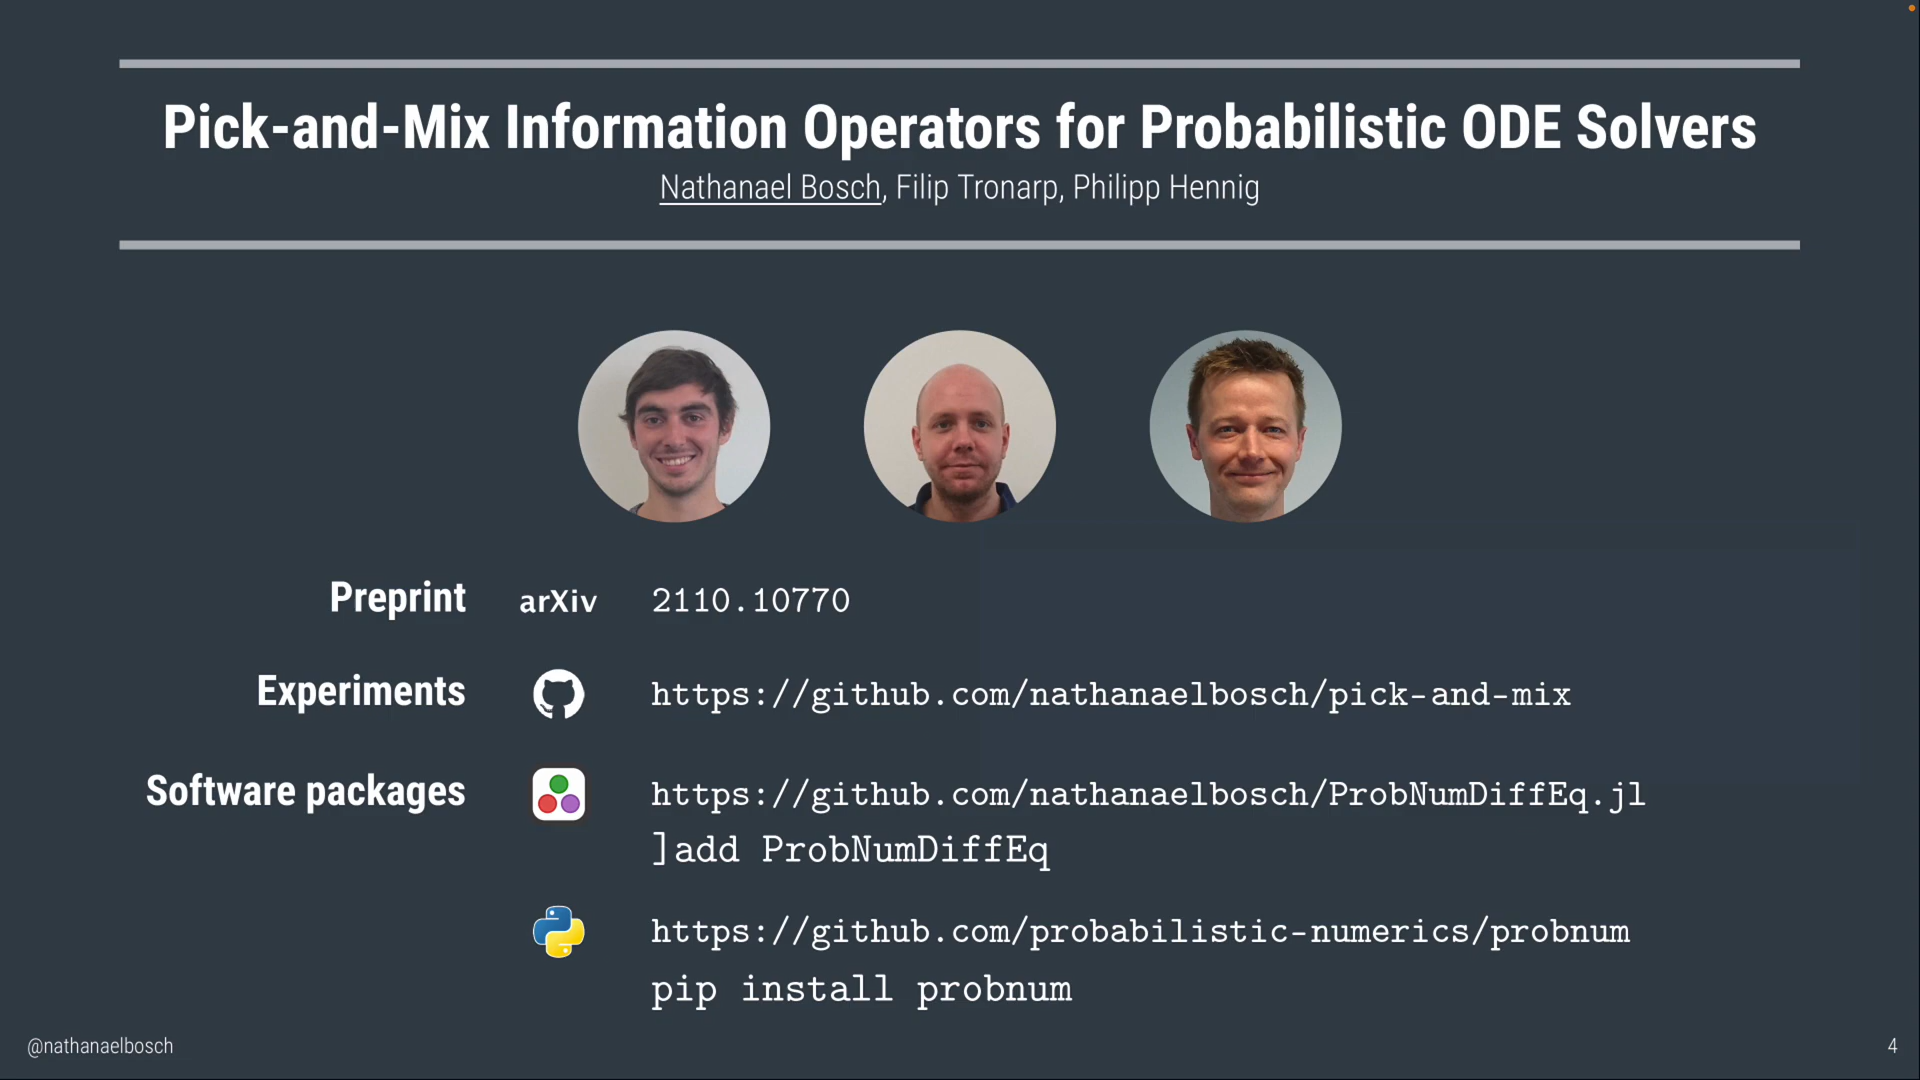 Pick-and-Mix Information Operators for Probabilistic ODE Solvers
Nathanael Bosch, Filip Tronarp, Philipp Hennig
Preprint arXiv 2110.10770
Experiments https://github.com/nathanaelbosch/pick-and-mix
Software packages https://github.com/nathanaelbosch/ProbNumDiffEq.jl
]add ProbNumDiffEq
https://github.com/probabilistic-numerics/probnum
pip install probnum
@nathanaelbosch 4